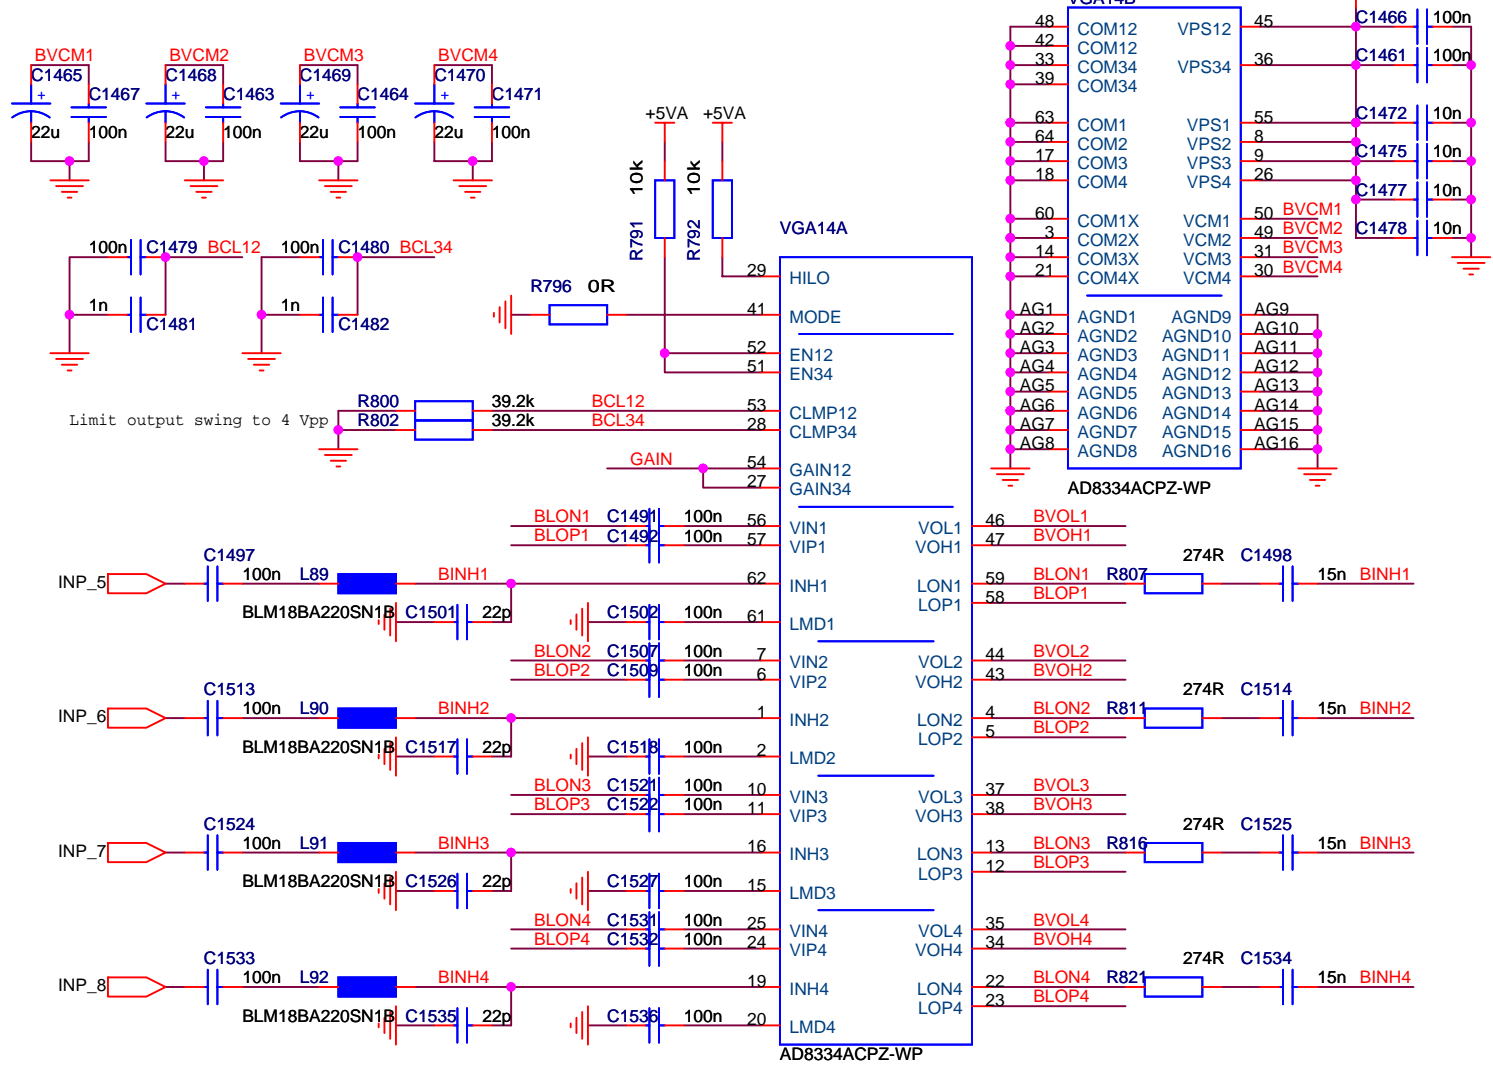 BVCM1
C1465
+
C1467
22u
100n
BVCM2
C1468
+
C1463
22u
100n
BVCM3
C1469
+
C1464
22u
100n
BVCM4
C1470
+
C1471
22u
100n
100n
C1479
BCL12
1n
C1481
100n
C1480
BCL34
1n
C1482
+5VA
+5VA
R791
10k
R792
10k
R796
0R
Limit output swing to 4 Vpp
R800
39.2k
BCL12
R802
39.2k
BCL34
GAIN
VGA14A
29
HILO
41
MODE
52
EN12
51
EN34
53
CLMP12
28
CLMP34
54
GAIN12
27
GAIN34
BLON1
C1491
100n
56
VIN1
VOL1
46
BVOL1
BLOP1
C1492
100n
57
VIP1
VOH1
47
BVOH1
INP_5
C1497
100n
L89
BLM18BA220SN1B
BINH1
62
INH1
LON1
59
BLON1
R807
274R
C1498
15n
BINH1
LOP1
58
BLOP1
C1501
22p
C1502
100n
61
LMD1
BLON2
C1507
100n
7
VIN2
VOL2
44
BVOL2
BLOP2
C1509
100n
6
VIP2
VOH2
43
BVOH2
INP_6
C1513
100n
L90
BLM18BA220SN1B
BINH2
1
INH2
LON2
4
BLON2
R811
274R
C1514
15n
BINH2
LOP2
5
BLOP2
C1517
22p
C1518
100n
2
LMD2
BLON3
C1521
100n
10
VIN3
VOL3
37
BVOL3
BLOP3
C1522
100n
11
VIP3
VOH3
38
BVOH3
INP_7
C1524
100n
L91
BLM18BA220SN1B
BINH3
16
INH3
LON3
13
BLON3
R816
274R
C1525
15n
BINH3
LOP3
12
BLOP3
C1526
22p
C1527
100n
15
LMD3
BLON4
C1531
100n
25
VIN4
VOL4
35
BVOL4
BLOP4
C1532
100n
24
VIP4
VOH4
34
BVOH4
INP_8
C1533
100n
L92
BLM18BA220SN1B
BINH4
19
INH4
LON4
22
BLON4
R821
274R
C1534
15n
BINH4
LOP4
23
BLOP4
C1535
22p
C1536
100n
20
LMD4
AD8334ACPZ-WP
VGA14B
48
COM12
VPS12
45
42
COM12
33
COM34
VPS34
36
39
COM34
63
COM1
VPS1
55
64
COM2
VPS2
8
17
COM3
VPS3
9
18
COM4
VPS4
26
60
COM1X
VCM1
50
BVCM1
3
COM2X
VCM2
49
BVCM2
14
COM3X
VCM3
31
BVCM3
21
COM4X
VCM4
30
BVCM4
AG1
AGND1
AGND9
AG9
AG2
AGND2
AGND10
AG10
AG3
AGND3
AGND11
AG11
AG4
AGND4
AGND12
AG12
AG5
AGND5
AGND13
AG13
AG6
AGND6
AGND14
AG14
AG7
AGND7
AGND15
AG15
AG8
AGND8
AGND16
AG16
AD8334ACPZ-WP
C1466
100n
C1461
100n
C1472
10n
C1475
10n
C1477
10n
C1478
10n